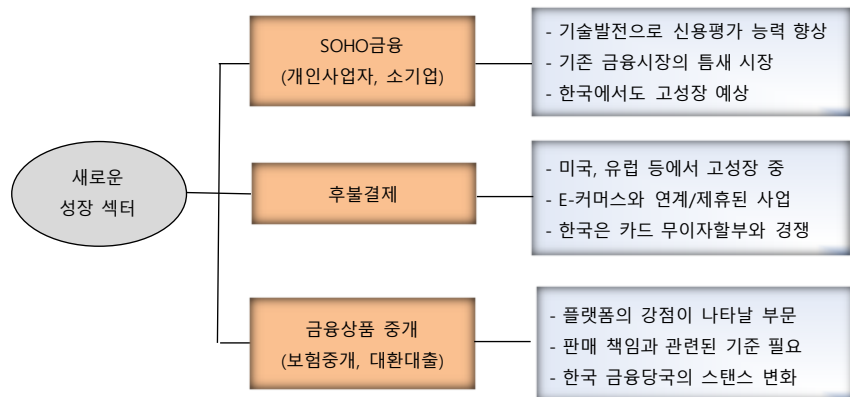 새로운
성장 섹터
SOHO금융
(개인사업자, 소기업)
- 기술발전으로 신용평가 능력 향상
- 기존 금융시장의 틈새 시장
- 한국에서도 고성장 예상
후불결제
- 미국, 유럽 등에서 고성장 중
- E-커머스와 연계/제휴된 사업
- 한국은 카드 무이자할부와 경쟁
금융상품 중개
(보험중개, 대환대출)
- 플랫폼의 강점이 나타날 부문
- 판매 책임과 관련된 기준 필요
- 한국 금융당국의 스탠스 변화